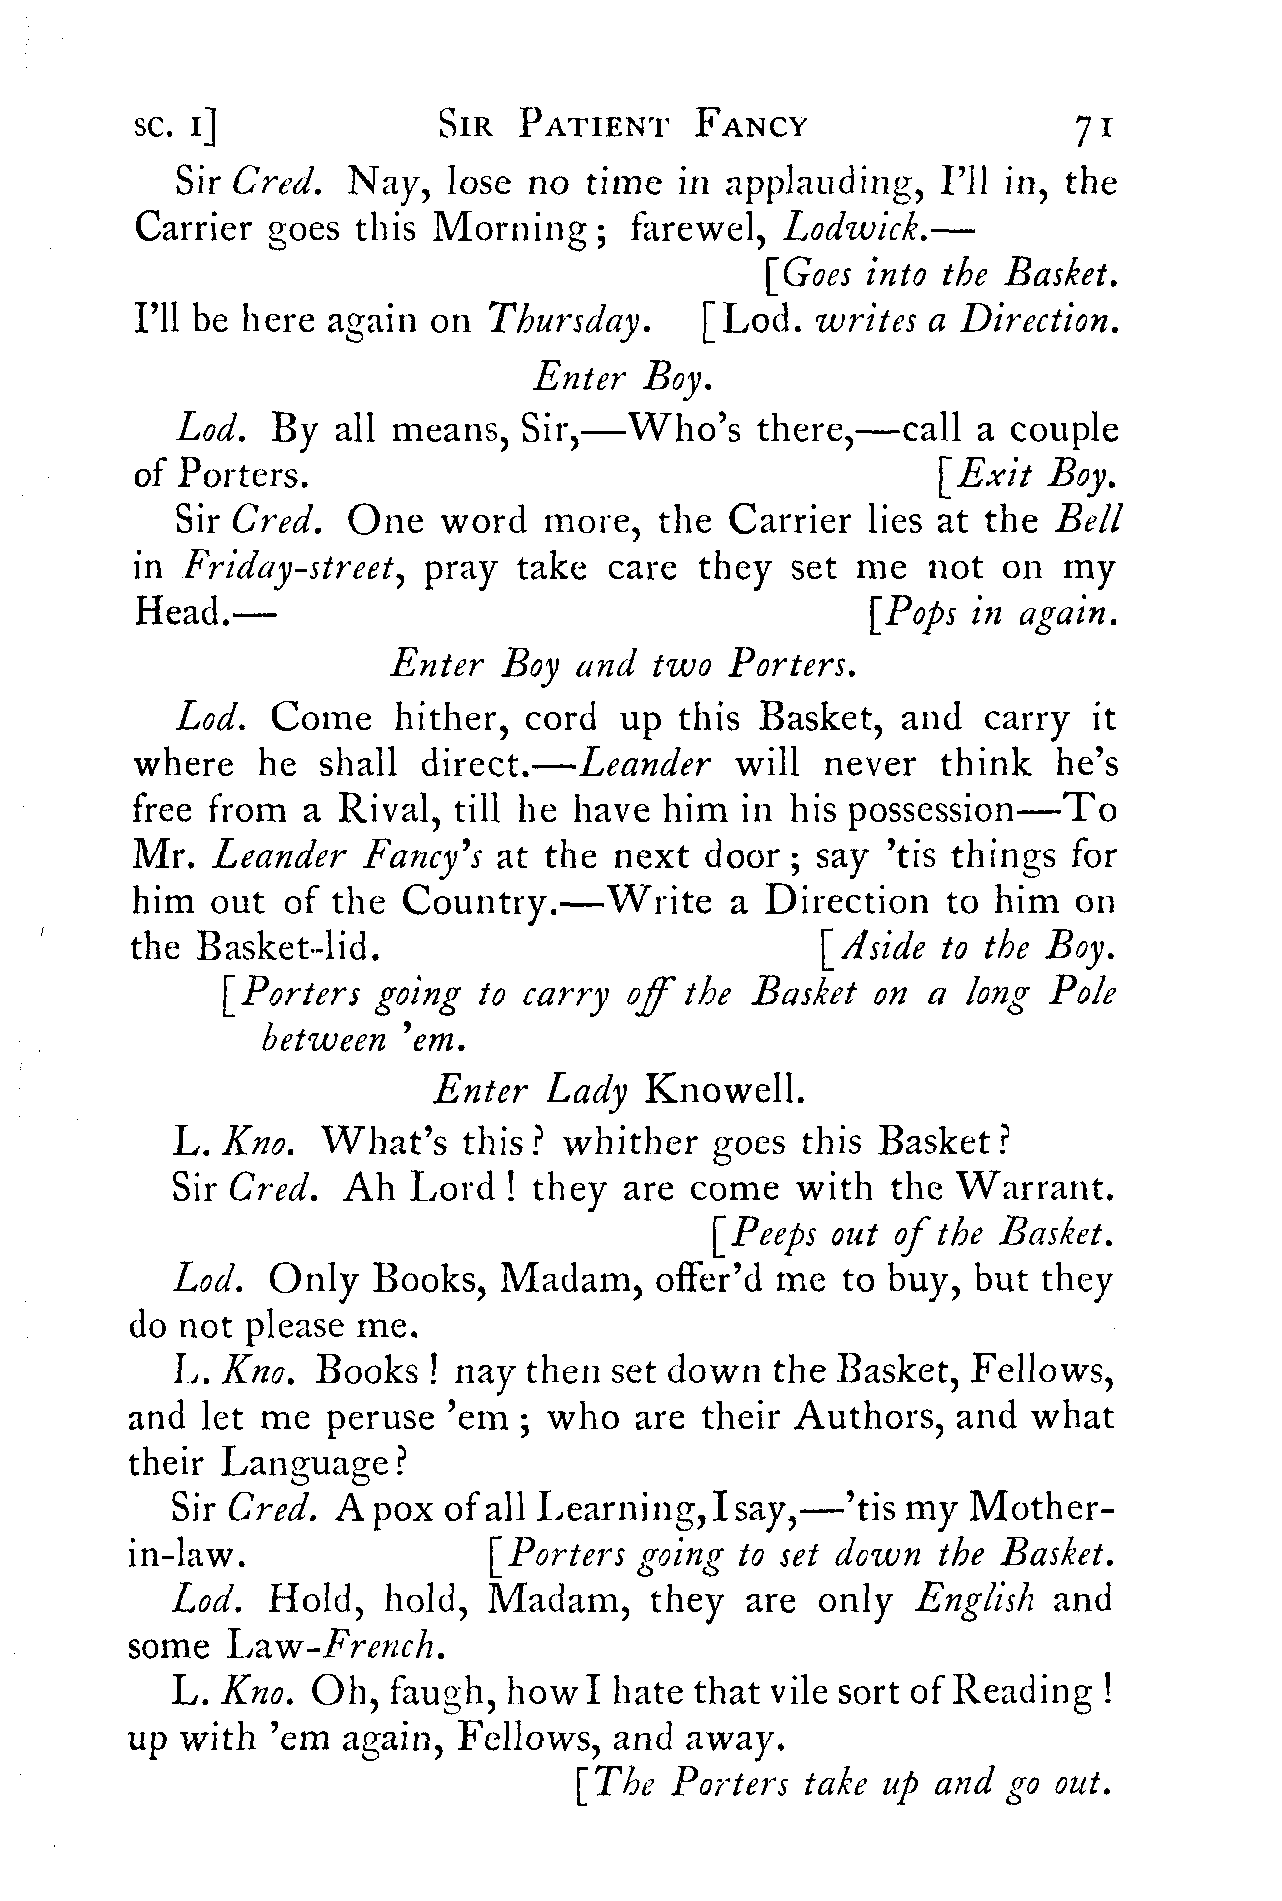 SC. I] SIR PATIENT FANCY 71
Sir Cred. Nay, lose no time in applauding, I'll in, the
Carrier goes this Morning; farewel, Lodwick.—
[Goes into the Basket.
I'll be here again on Thursday. [Lod. writes a Direction.
Enter Boy.
Lod. By all means, Sir,—Who's there,—call a couple
of Porters. [Exit Boy.
Sir Cred. One word more, the Carrier lies at the Bell
in Friday-street, pray take care they set me not on my
Head.— [Pops in again.
Enter Boy and two Porters.
Lod. Come hither, cord up this Basket, and carry it
where he shall direct.—Leander will never think he's
free from a Rival, till he have him in his possession—To
Mr. Leander Fancy's at the next door; say 'tis things for
him out of the Country.—Write a Direction to him on
the Basket-lid. [Aside to the Boy.
[Porters going to carry off the Basket on a long Pole
between 'em.
Enter Lady Knowell.
L. Kno. What's this? whither goes this Basket?
Sir Cred. Ah Lord! they are come with the Warrant.
[Peeps out of the Basket.
Lod. Only Books, Madam, offer'd me to buy, but they
do not please me.
L. Kno. Books! nay then set down the Basket, Fellows,
and let me peruse 'em; who are their Authors, and what
their Language?
Sir Cred. A pox of all Learning, I say,—'tis my Mother-
in-law. [Porters going to set down the Basket.
Lod. Hold, hold, Madam, they are only English and
some Law-French.
L. Kno. Oh, faugh, how I hate that vile sort of Reading!
up with 'em again, Fellows, and away.
[The Porters take up and go out.